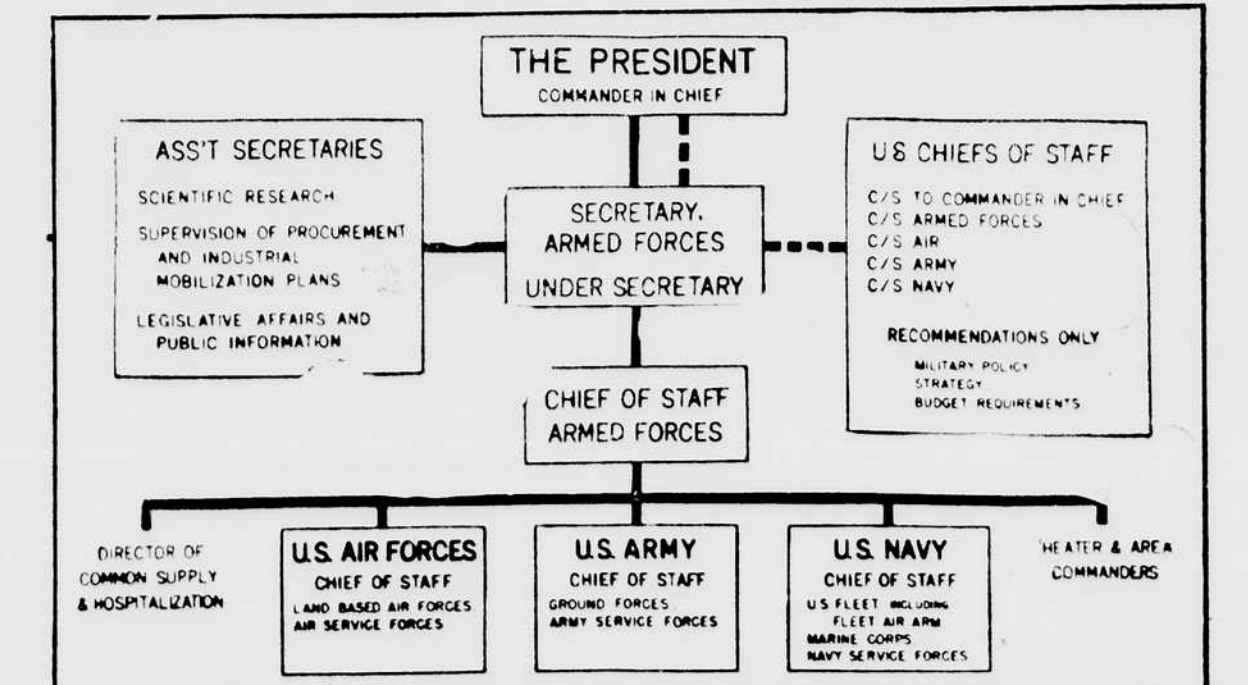 THE PRESIDENT
COMMANDER IN CHIEF
ASS'T SECRETARIES
SCIENTIFIC RESEARCH
SUPERVISION OF PROCUREMENT
AND INDUSTRIAL
MOBILIZATION PLANS
LEGISLATIVE AFFAIRS AND
PUBLIC INFORMATION
SECRETARY,
ARMED FORCES
UNDER SECRETARY
U S CHIEFS OF STAFF
C/S TO COMMANDER IN CHIEF
C/S ARMED FORCES
C/S AIR
C/S ARMY
C/S NAVY
RECOMMENDATIONS ONLY
MILITARY POLICY
STRATEGY
BUDGET REQUIREMENTS
CHIEF OF STAFF
ARMED FORCES
DIRECTOR OF
COMMON SUPPLY
& HOSPITALIZATION
U.S. AIR FORCES
CHIEF OF STAFF
LAND BASED AIR FORCES
AIR SERVICE FORCES
U.S. ARMY
CHIEF OF STAFF
GROUND FORCES
ARMY SERVICE FORCES
U.S. NAVY
CHIEF OF STAFF
U S FLEET INCLUDING
FLEET AIR ARM
MARINE CORPS
NAVY SERVICE FORCES
HEATER & AREA
COMMANDERS